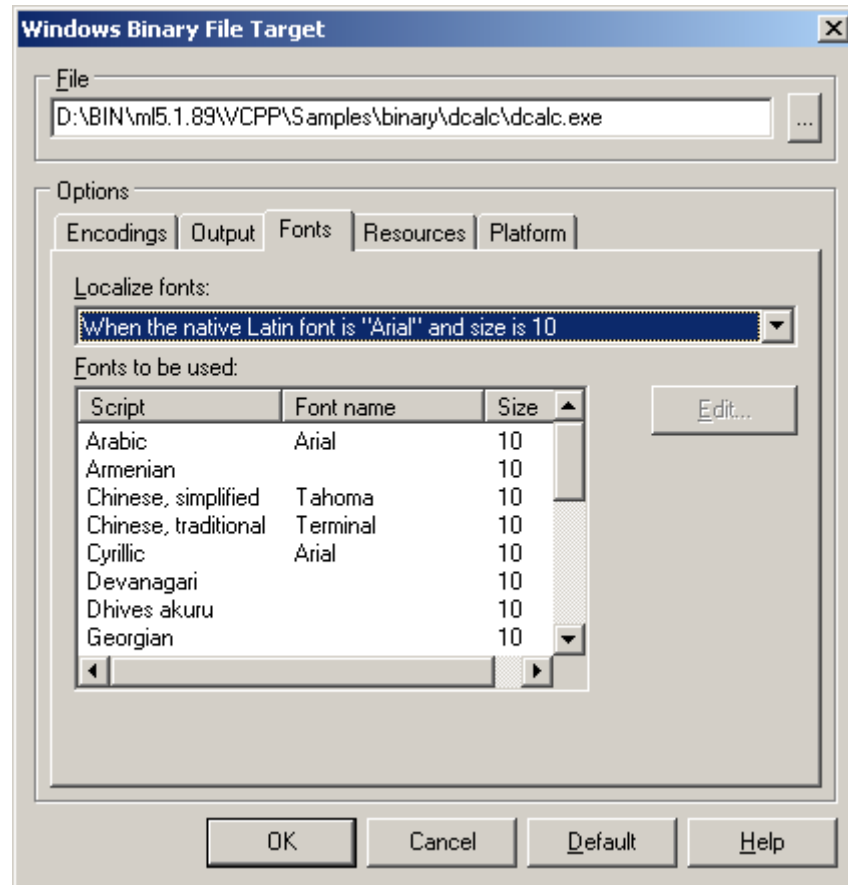 Windows Binary File Target
File
D:\BIN\ml5.1.89\VCPP\Samples\binary\dcalc\dcalc.exe
...
Options
Encodings Output Fonts Resources Platform
Localize fonts:
When the native Latin font is "Arial" and size is 10
Fonts to be used:
Script Font name Size
Edit...
Arabic Arial 10
Armenian 10
Chinese, simplified Tahoma 10
Chinese, traditional Terminal 10
Cyrillic Arial 10
Devanagari 10
Dhives akuru 10
Georgian 10
OK Cancel Default Help